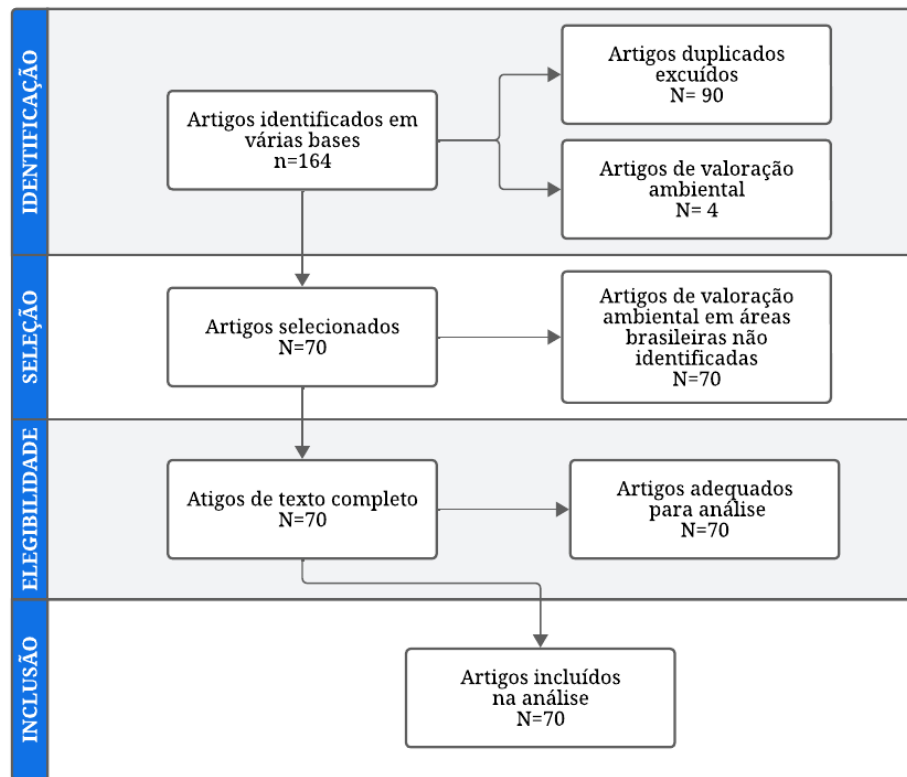 IDENTIFICAÇÃO
Artigos identificados em
várias bases
n=164
Artigos duplicados
excuídos
N= 90
Artigos de valoração
ambiental
N= 4
SELEÇÃO
Artigos selecionados
N=70
Artigos de valoração
ambiental em áreas
brasileiras não
identificadas
N=70
ELEGIBILIDADE
Atigos de texto completo
N=70
Artigos adequados
para análise
N=70
INCLUSÃO
Artigos incluídos
na análise
N=70